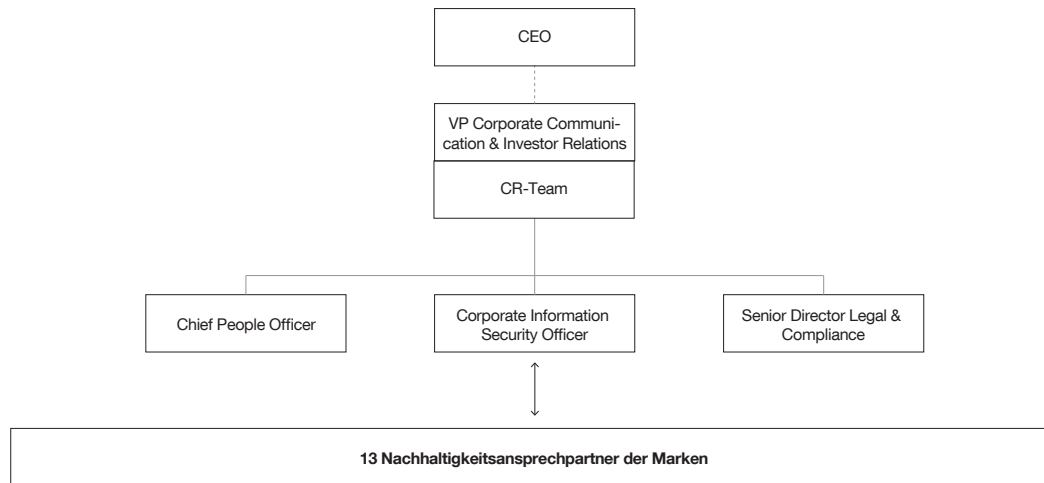 CEO
VP Corporate Communi-
cation & Investor Relations
CR-Team
Chief People Officer
Corporate Information
Security Officer
Senior Director Legal &
Compliance
13 Nachhaltigkeitsansprechpartner der Marken